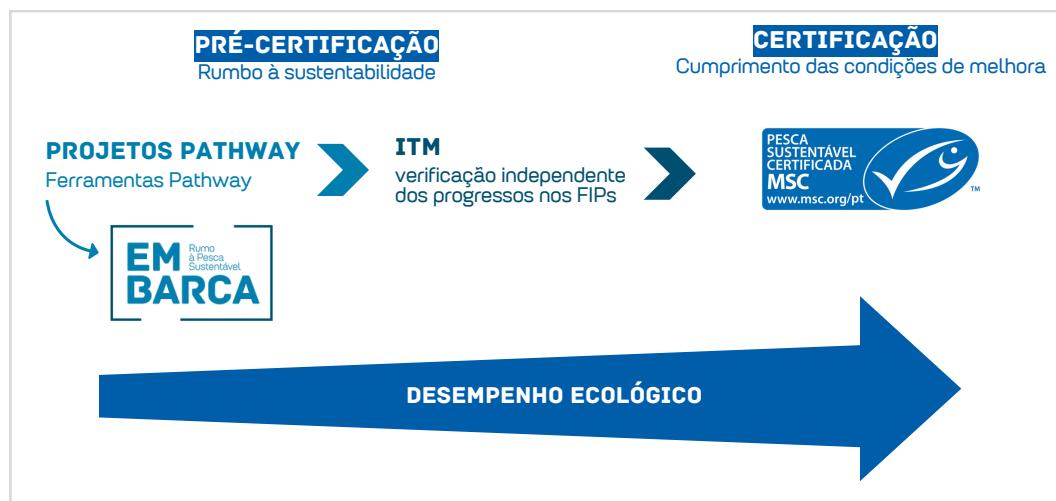 PRÉ-CERTIFICAÇÃO
Rumbo à sustentabilidade
CERTIFICAÇÃO
Cumprimento das condições de melhora
PROJETOS PATHWAY
Ferramentas Pathway
ITM
verificação independente
dos progressos nos FIPs
PESCA
SUSTENTÁVEL
CERTIFICADA
MSC
www.msc.org/pt
TM
EM
BARCA
Rumo
à Pesca
Sustentável
DESEMPENHO ECOLÓGICO